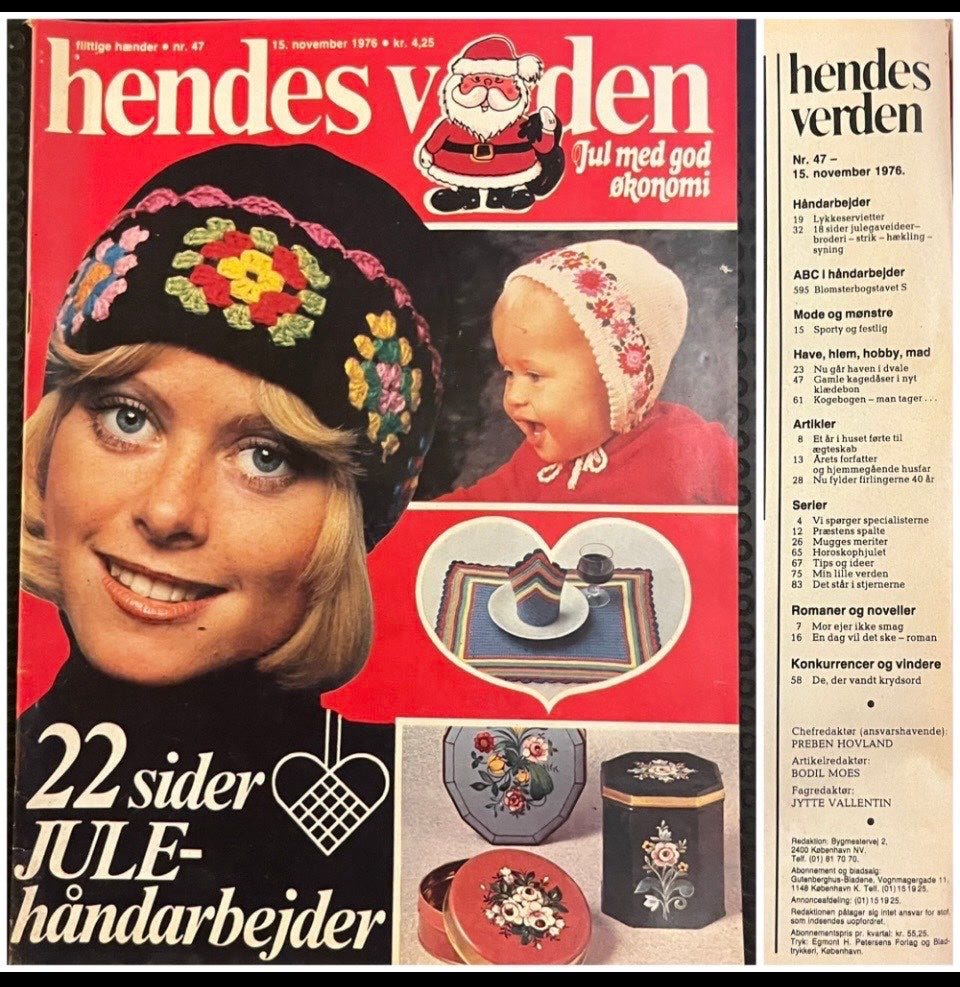 flittige hænder • nr. 47
15. november 1976 • kr. 4,25
hendes verden
Jul med god
økonomi
22 sider
JULE-
håndarbejder
hendes
verden
Nr. 47 –
15. november 1976.
Håndarbejder
19 Lykkeservietter
32 18 sider julegaveideer–
broderi – strik – hækling –
syning
ABC i håndarbejder
595 Blomsterbogstavet S
Mode og mønstre
15 Sporty og festlig
Have, hjem, hobby, mad
23 Nu går haven i dvale
47 Gamle kagedåser i nyt
klædebon
61 Kogebogen – man tager . . .
Artikler
8 Et år i huset førte til
ægteskab
13 Årets forfatter
og hjemmegående husfar
28 Nu fylder firlingerne 40 år
Serier
4 Vi spørger specialisterne
12 Præstens spalte
26 Mugges meriter
65 Horoskophjulet
67 Tips og ideer
75 Min lille verden
83 Det står i stjernerne
Romaner og noveller
7 Mor ejer ikke smag
16 En dag vil det ske – roman
Konkurrencer og vindere
58 De, der vandt krydsord
Chefredaktør (ansvarshavende):
PREBEN HOVLAND
Artikelredaktør:
BODIL MOES
Fagredaktør:
JYTTE VALLENTIN
Redaktion: Bygmestervej 2,
2400 København NV.
Telf. (01) 81 70 70.
Abonnement og bladsalg:
Gutenberghus-Bladene, Vognmagergade 11,
1148 København K. Telf. (01) 15 19 25.
Annonceafdeling: (01) 15 19 25.
Redaktionen påtager sig intet ansvar for stof,
som indsendes uopfordret.
Abonnementspris pr. kvartal: kr. 55,25.
Tryk: Egmont H. Petersens Forlag og Blad-
trykkeri, København.